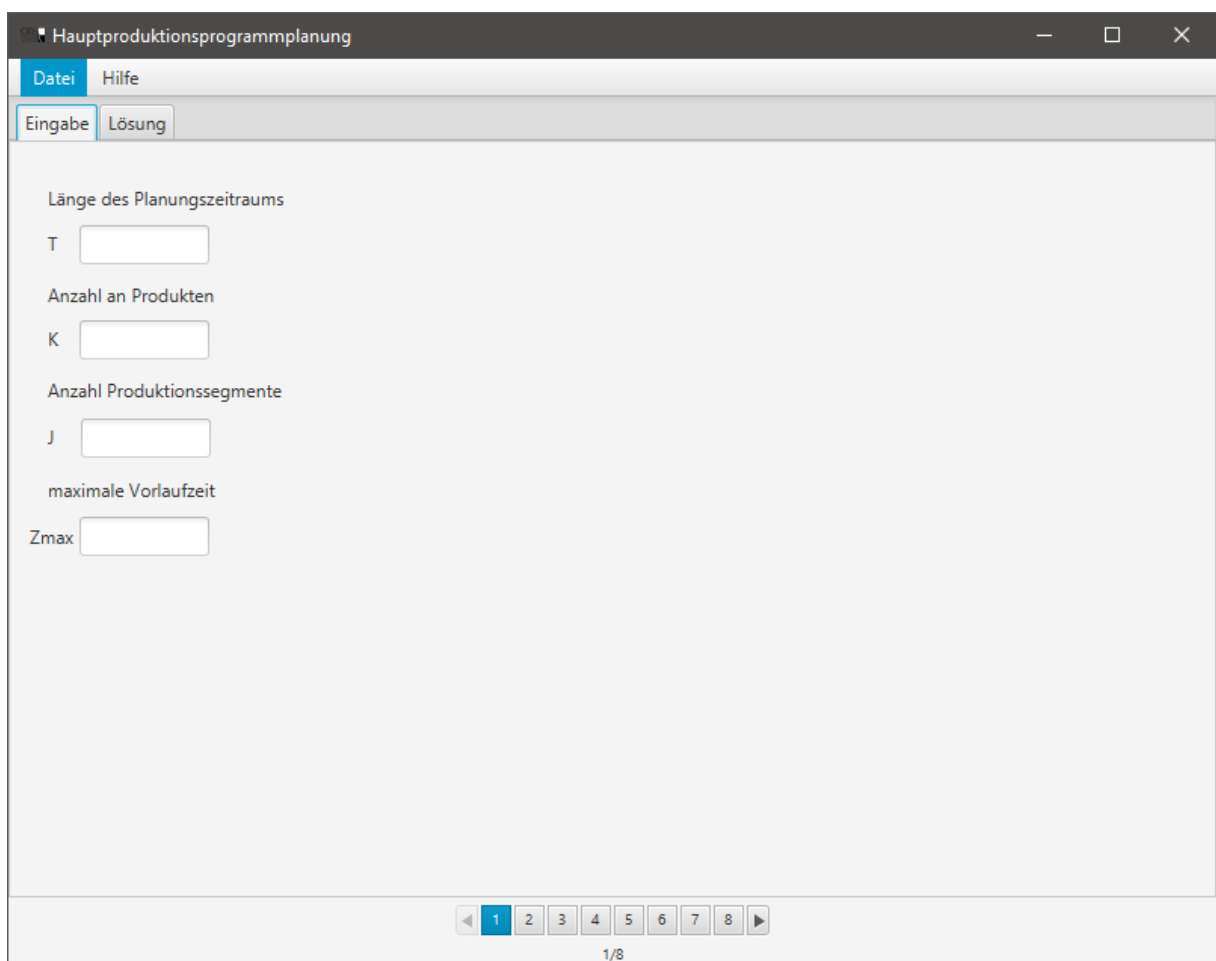 Hauptproduktionsprogrammplanung
Datei Hilfe
Eingabe Lösung
Länge des Planungszeitraums
T
Anzahl an Produkten
K
Anzahl Produktionssegmente
J
maximale Vorlaufzeit
Zmax
1 2 3 4 5 6 7 8
1/8